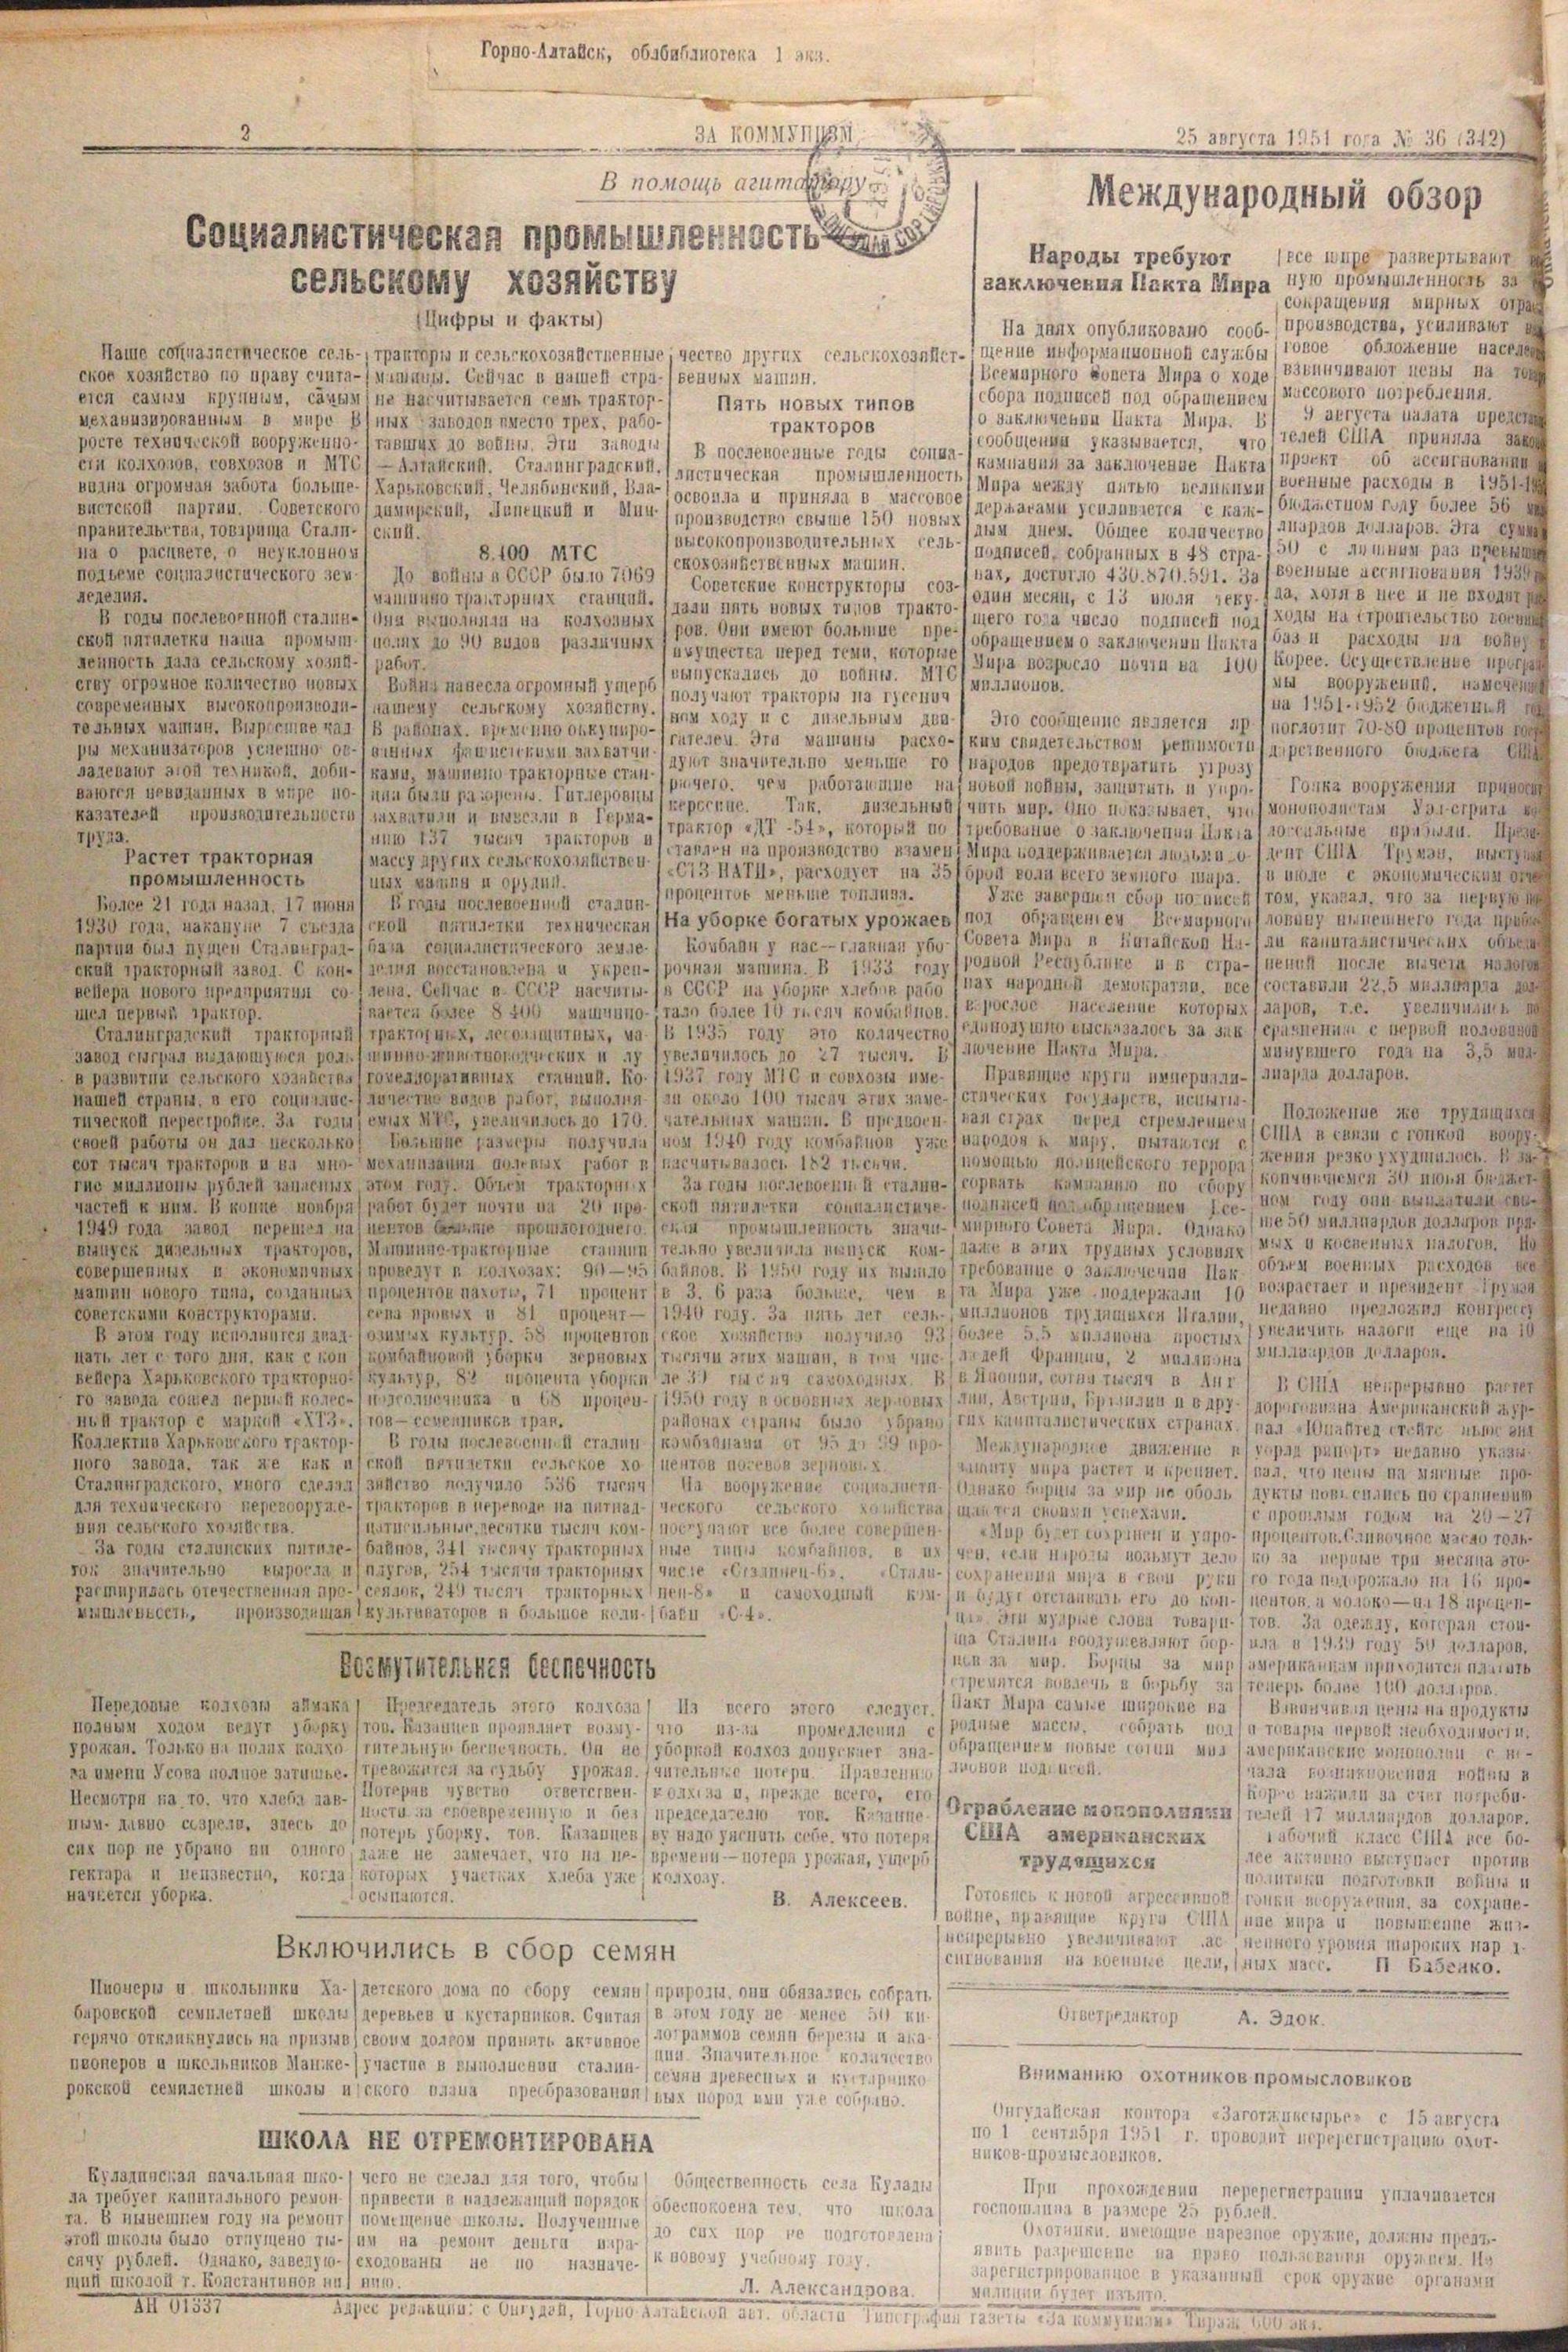 Горно-Алтайск, облбиблиотека 1 экз.
2
ЗА КОММУНИЗМ
25 августа 1951 года № 36 (342)
В помощь агитатору
Социалистическая промышленность
сельскому хозяйству
(Цифры и факты)
Наше социалистическое сель-
ское хозяйство по праву счита-
ется самым крупным, самым
механизированным в мире. В
росте технической вооруженно-
сти колхозов, совхозов и МТС
видна огромная забота больше-
вистской партии, Советского
правительства, товарища Стали-
на о расцвете, о неуклонном
подъеме социалистического зем-
леделия.
В годы послевоенной сталин-
ской пятилетки наша промыш-
ленность дала сельскому хозяй-
ству огромное количество новых
современных высокопроизводи-
тельных машин. Выросшие кад-
ры механизаторов успешно ов-
ладевают этой техникой, доби-
ваются невиданных в мире по-
казателей производительности
труда.
Растет тракторная
промышленность
Более 21 года назад, 17 июня
1930 года, накануне 7 съезда
партии был пущен Сталинград-
ский тракторный завод. С кон-
вейера нового предприятия со-
шел первый трактор.
Сталинградский тракторный
завод сыграл выдающуюся роль
в развитии сельского хозяйства
нашей страны, в его социалис-
тической перестройке. За годы
своей работы он дал несколько
сот тысяч тракторов и на мно-
гие миллионы рублей запасных
частей к ним. В конце ноября
1949 года завод перешел на
выпуск дизельных тракторов,
совершенных и экономичных
машин нового типа, созданных
советскими конструкторами.
В этом году исполнится двад-
цать лет с того дня, как с кон-
вейера Харьковского тракторно-
го завода сошел первый колес-
ный трактор с маркой «ХТЗ».
Коллектив Харьковского трактор-
ного завода, так же как и
Сталинградского, много сделал
для технического перевооруже-
ния сельского хозяйства.
За годы сталинских пятиле-
ток значительно выросла и
расширилась отечественная про-
мышленность, производящая
тракторы и сельскохозяйственные
машины. Сейчас в нашей стра-
не насчитывается семь трактор-
ных заводов вместо трех, рабо-
тавших до войны. Эти заводы
— Алтайский, Сталинградский,
Харьковский, Челябинский, Вла-
димирский, Липецкий и Мин-
ский.
8.400 МТС
До войны в СССР было 7069
машинно тракторных станций.
Они выполняли на колхозных
полях до 90 видов различных
работ.
Война нанесла огромный ущерб
нашему сельскому хозяйству.
В районах, временно оккупиро-
ванных фашистскими захватчи-
ками, машинно тракторные стан-
ции были разорены. Гитлеровцы
захватили и вывезли в Герма-
нию 137 тысяч тракторов и
массу других сельскохозяйствен-
ных машин и орудий.
В годы послевоенной сталин-
ской пятилетки техническая
база социалистического земле-
делия восстановлена и укреп-
лена. Сейчас в СССР насчиты-
вается более 8 400 машинно-
тракторных, лесозащитных, ма-
шинно-животноводческих и лу
гомелиоративных станций. Ко-
личество видов работ, выполня-
емых МТС, увеличилось до 170.
Большие размеры получила
механизация полевых работ в
этом году. Объем тракторных
работ будет почти на 20 про-
центов больше прошлогоднего.
Машинно-тракторные станции
проведут в колхозах: 90—95
процентов пахоты, 71 процент
сева яровых и 81 процент—
озимых культур, 58 процентов
комбайновой уборки зерновых
культур, 82 процента уборки
подсолнечника и 68 процен-
тов—семенников трав.
В годы послевоенной сталин
ской пятилетки сельское хо-
зяйство получило 536 тысяч
тракторов в переводе на пятнад-
цатисильные, десятки тысяч ком-
байнов, 341 тысячу тракторных
плугов, 254 тысячи тракторных
сеялок, 249 тысяч тракторных
культиваторов и большое коли-
чество других сельскохозяйст-
венных машин.
Пять новых типов
тракторов
В послевоенные годы социа-
листическая промышленность
освоила и приняла в массовое
производство свыше 150 новых
высокопроизводительных сель-
скохозяйственных машин.
Советские конструкторы соз-
дали пять новых типов тракто-
ров. Они имеют большие пре-
имущества перед теми, которые
выпускались до войны. МТС
получают тракторы на гусенич
ном ходу и с дизельным дви-
гателем. Эти машины расхо-
дуют значительно меньше го
рючего, чем работающие на
керосине. Так, дизельный
трактор «ДТ-54», который по
ставлен на производство взамен
«СТЗ-НАТИ», расходует на 35
процентов меньше топлива.
На уборке богатых урожаев
Комбайн у нас—главная убо-
рочная машина. В 1933 году
в СССР на уборке хлебов рабо
тало более 10 тысяч комбайнов.
В 1935 году это количество
увеличилось до 27 тысяч. В
1937 году МТС и совхозы име-
ли около 100 тысяч этих заме-
чательных машин. В предвоен-
ном 1940 году комбайнов уже
насчитывалось 182 тысячи.
За годы послевоенной сталин-
ской пятилетки социалистиче-
ская промышленность значи-
тельно увеличила выпуск ком-
байнов. В 1950 году их вышло
в 3, 6 раза больше, чем в
1940 году. За пять лет сель-
ское хозяйство получило 93
тысячи этих машин, в том чис-
ле 39 тысяч самоходных. В
1950 году в основных зерновых
районах страны было убрано
комбайнами от 95 до 99 про-
центов посевов зерновых.
На вооружение социалисти-
ческого сельского хозяйства
поступают все более совершен-
ные типы комбайнов, в их
числе «Сталинец-6», «Стали-
нец-8» и самоходный ком-
байн «С-4».
Возмутительная беспечность
Передовые колхозы аймака
полным ходом ведут уборку
урожая. Только на полях колхо-
за имени Усова полное затишье.
Несмотря на то, что хлеба дав-
ным-давно созрели, здесь до
сих пор не убрано ни одного
гектара и неизвестно, когда
начнется уборка.
Председатель этого колхоза
тов. Казанцев проявляет возму-
тительную беспечность. Он не
тревожится за судьбу урожая.
Потеряв чувство ответствен-
ности за своевременную и без
потерь уборку, тов. Казанцев
даже не замечает, что на не-
которых участках хлеба уже
осыпаются.
Из всего этого следует,
что из-за промедления с
уборкой колхоз допускает зна-
чительные потери. Правлению
колхоза и, прежде всего, его
председателю тов. Казанце-
ву надо уяснить себе, что потеря
времени—потеря урожая, ущерб
колхозу.
В. Алексеев.
Включились в сбор семян
Пионеры и школьники Ха-
баровской семилетней школы
горячо откликнулись на призыв
пионеров и школьников Манже-
рокской семилетней школы и
детского дома по сбору семян
деревьев и кустарников. Считая
своим долгом принять активное
участие в выполнении сталин-
ского плана преобразования
природы, они обязались собрать
в этом году не менее 50 ки-
лограммов семян березы и ака-
ции. Значительное количество
семян древесных и кустарнико
вых пород ими уже собрано.
ШКОЛА НЕ ОТРЕМОНТИРОВАНА
Куладинская начальная шко-
ла требует капитального ремон-
та. В нынешнем году на ремонт
этой школы было отпущено ты-
сячу рублей. Однако, заведую-
щий школой т. Константинов ни
чего не сделал для того, чтобы
привести в надлежащий порядок
помещение школы. Полученные
им на ремонт деньги изра-
сходованы не по назначе-
нию.
Общественность села Кулады
обеспокоена тем, что школа
до сих пор не подготовлена
к новому учебному году.
Л. Александрова.
Международный обзор
Народы требуют
заключения Пакта Мира
На днях опубликовано сооб-
щение информационной службы
Всемирного Совета Мира о ходе
сбора подписей под обращением
о заключении Пакта Мира. В
сообщении указывается, что
кампания за заключение Пакта
Мира между пятью великими
державами усиливается с каж-
дым днем. Общее количество
подписей, собранных в 48 стра-
нах, достигло 430.870.591. За
один месяц, с 13 июля теку-
щего года число подписей под
обращением о заключении Пакта
Мира возросло почти на 100
миллионов.
Это сообщение является яр
ким свидетельством решимости
народов предотвратить угрозу
новой войны, защитить и упро-
чить мир. Оно показывает, что
требование о заключении Пакта
Мира поддерживается людьми до-
брой воли всего земного шара.
Уже завершен сбор подписей
под обращением Всемирного
Совета Мира в Китайской На-
родной Республике и в стра-
нах народной демократии, все
взрослое население которых
единодушно высказалось за зак
лючение Пакта Мира.
Правящие круги империали-
стических государств, испыты-
вая страх перед стремлением
народов к миру, пытаются с
помощью полицейского террора
сорвать кампанию по сбору
подписей под обращением Все-
мирного Совета Мира. Однако
даже в этих трудных условиях
требование о заключении Пак
та Мира уже поддержали 10
миллионов трудящихся Италии,
более 5,5 миллиона простых
людей Франции, 2 миллиона
в Японии, сотни тысяч в Анг
лии, Австрии, Бразилии и в дру-
гих капиталистических странах.
Международное движение в
защиту мира растет и крепнет.
Однако борцы за мир не оболь
щаются своими успехами.
«Мир будет сохранен и упро-
чен, если народы возьмут дело
сохранения мира в свои руки
и будут отстаивать его до кон-
ца». Эти мудрые слова товари-
ща Сталина воодушевляют бор-
цов за мир. Борцы за мир
стремятся вовлечь в борьбу за
Пакт Мира самые широкие на
родные массы, собрать под
обращением новые сотни мил
лионов подписей.
Ограбление монополиями
США американских
трудящихся
Готовясь к новой агрессивной
войне, правящие круги США
непрерывно увеличивают ас
сигнования на военные цели,
все шире развертывают
ную промышленность за
сокращения мирных
производства, усиливают
говое обложение
взвинчивают цены на
массового потребления.
9 августа палата
телей США приняла
проект об ассигновании
военные расходы в
бюджетном году более 56
лиардов долларов. Эта
50 с лишним раз
военные ассигнования
да, хотя в нее и не входят
ходы на строительство
баз и расходы на войну
Корее. Осуществление
мы вооружений,
на 1951-1952 бюджетный
поглотит 70-80 процентов
дарственного бюджета США
Гонка вооружения приносит
монополистам Уол-стрита
лоссальные прибыли.
дент США Трумэн,
в июле с экономическим
том, указал, что за первую
ловину нынешнего года
ли капиталистических
нений после вычета налогов
составили 22,5 миллиарда
ларов, т.е. увеличились
сравнению с первой половиной
минувшего года на 3,5 мил-
лиарда долларов.
Положение же трудящихся
США в связи с гонкой воору-
жения резко ухудшилось. В за-
кончившемся 30 июня бюджет-
ном году они выплатили свы-
ше 50 миллиардов долларов пря-
мых и косвенных налогов. Но
объем военных расходов все
возрастает и президент Трумэн
недавно предложил конгрессу
увеличить налоги еще на 10
миллиардов долларов.
В США непрерывно растет
дороговизна. Американский жур-
нал «Юнайтед стейтс ньюс энд
уорлд рипорт» недавно указы-
вал, что цены на мясные про-
дукты повысились по сравнению
с прошлым годом на 20—27
процентов. Сливочное масло толь-
ко за первые три месяца это-
го года подорожало на 16 про-
центов, а молоко—на 18 процен-
тов. За одежду, которая стои-
ла в 1939 году 50 долларов,
американцам приходится платить
теперь более 100 долларов.
Взвинчивая цены на продукты
и товары первой необходимости,
американские монополии с на-
чала возникновения войны в
Корее нажили за счет потреби-
телей 17 миллиардов долларов.
Рабочий класс США все бо-
лее активно выступает против
политики подготовки войны и
гонки вооружения, за сохране-
ние мира и повышение жиз-
ненного уровня широких нар д-
ных масс. П Бабенко.
Ответредактор А. Эдок.
Вниманию охотников промысловиков
Онгудайская контора «Заготживсырье» с 15 августа
по 1 сентября 1951 г. проводит перерегистрацию охот-
ников-промысловиков.
При прохождении перерегистрации уплачивается
госпошлина в размере 25 рублей.
Охотники, имеющие нарезное оружие, должны предъ-
явить разрешение на право пользования оружием. Не
зарегистрированное в указанный срок оружие органами
милиции будет изъято.
АН 01337
Адрес редакции: с Онгудай, Горно-Алтайской авт. области Типография газеты «За коммунизм» Тираж 600 экз.